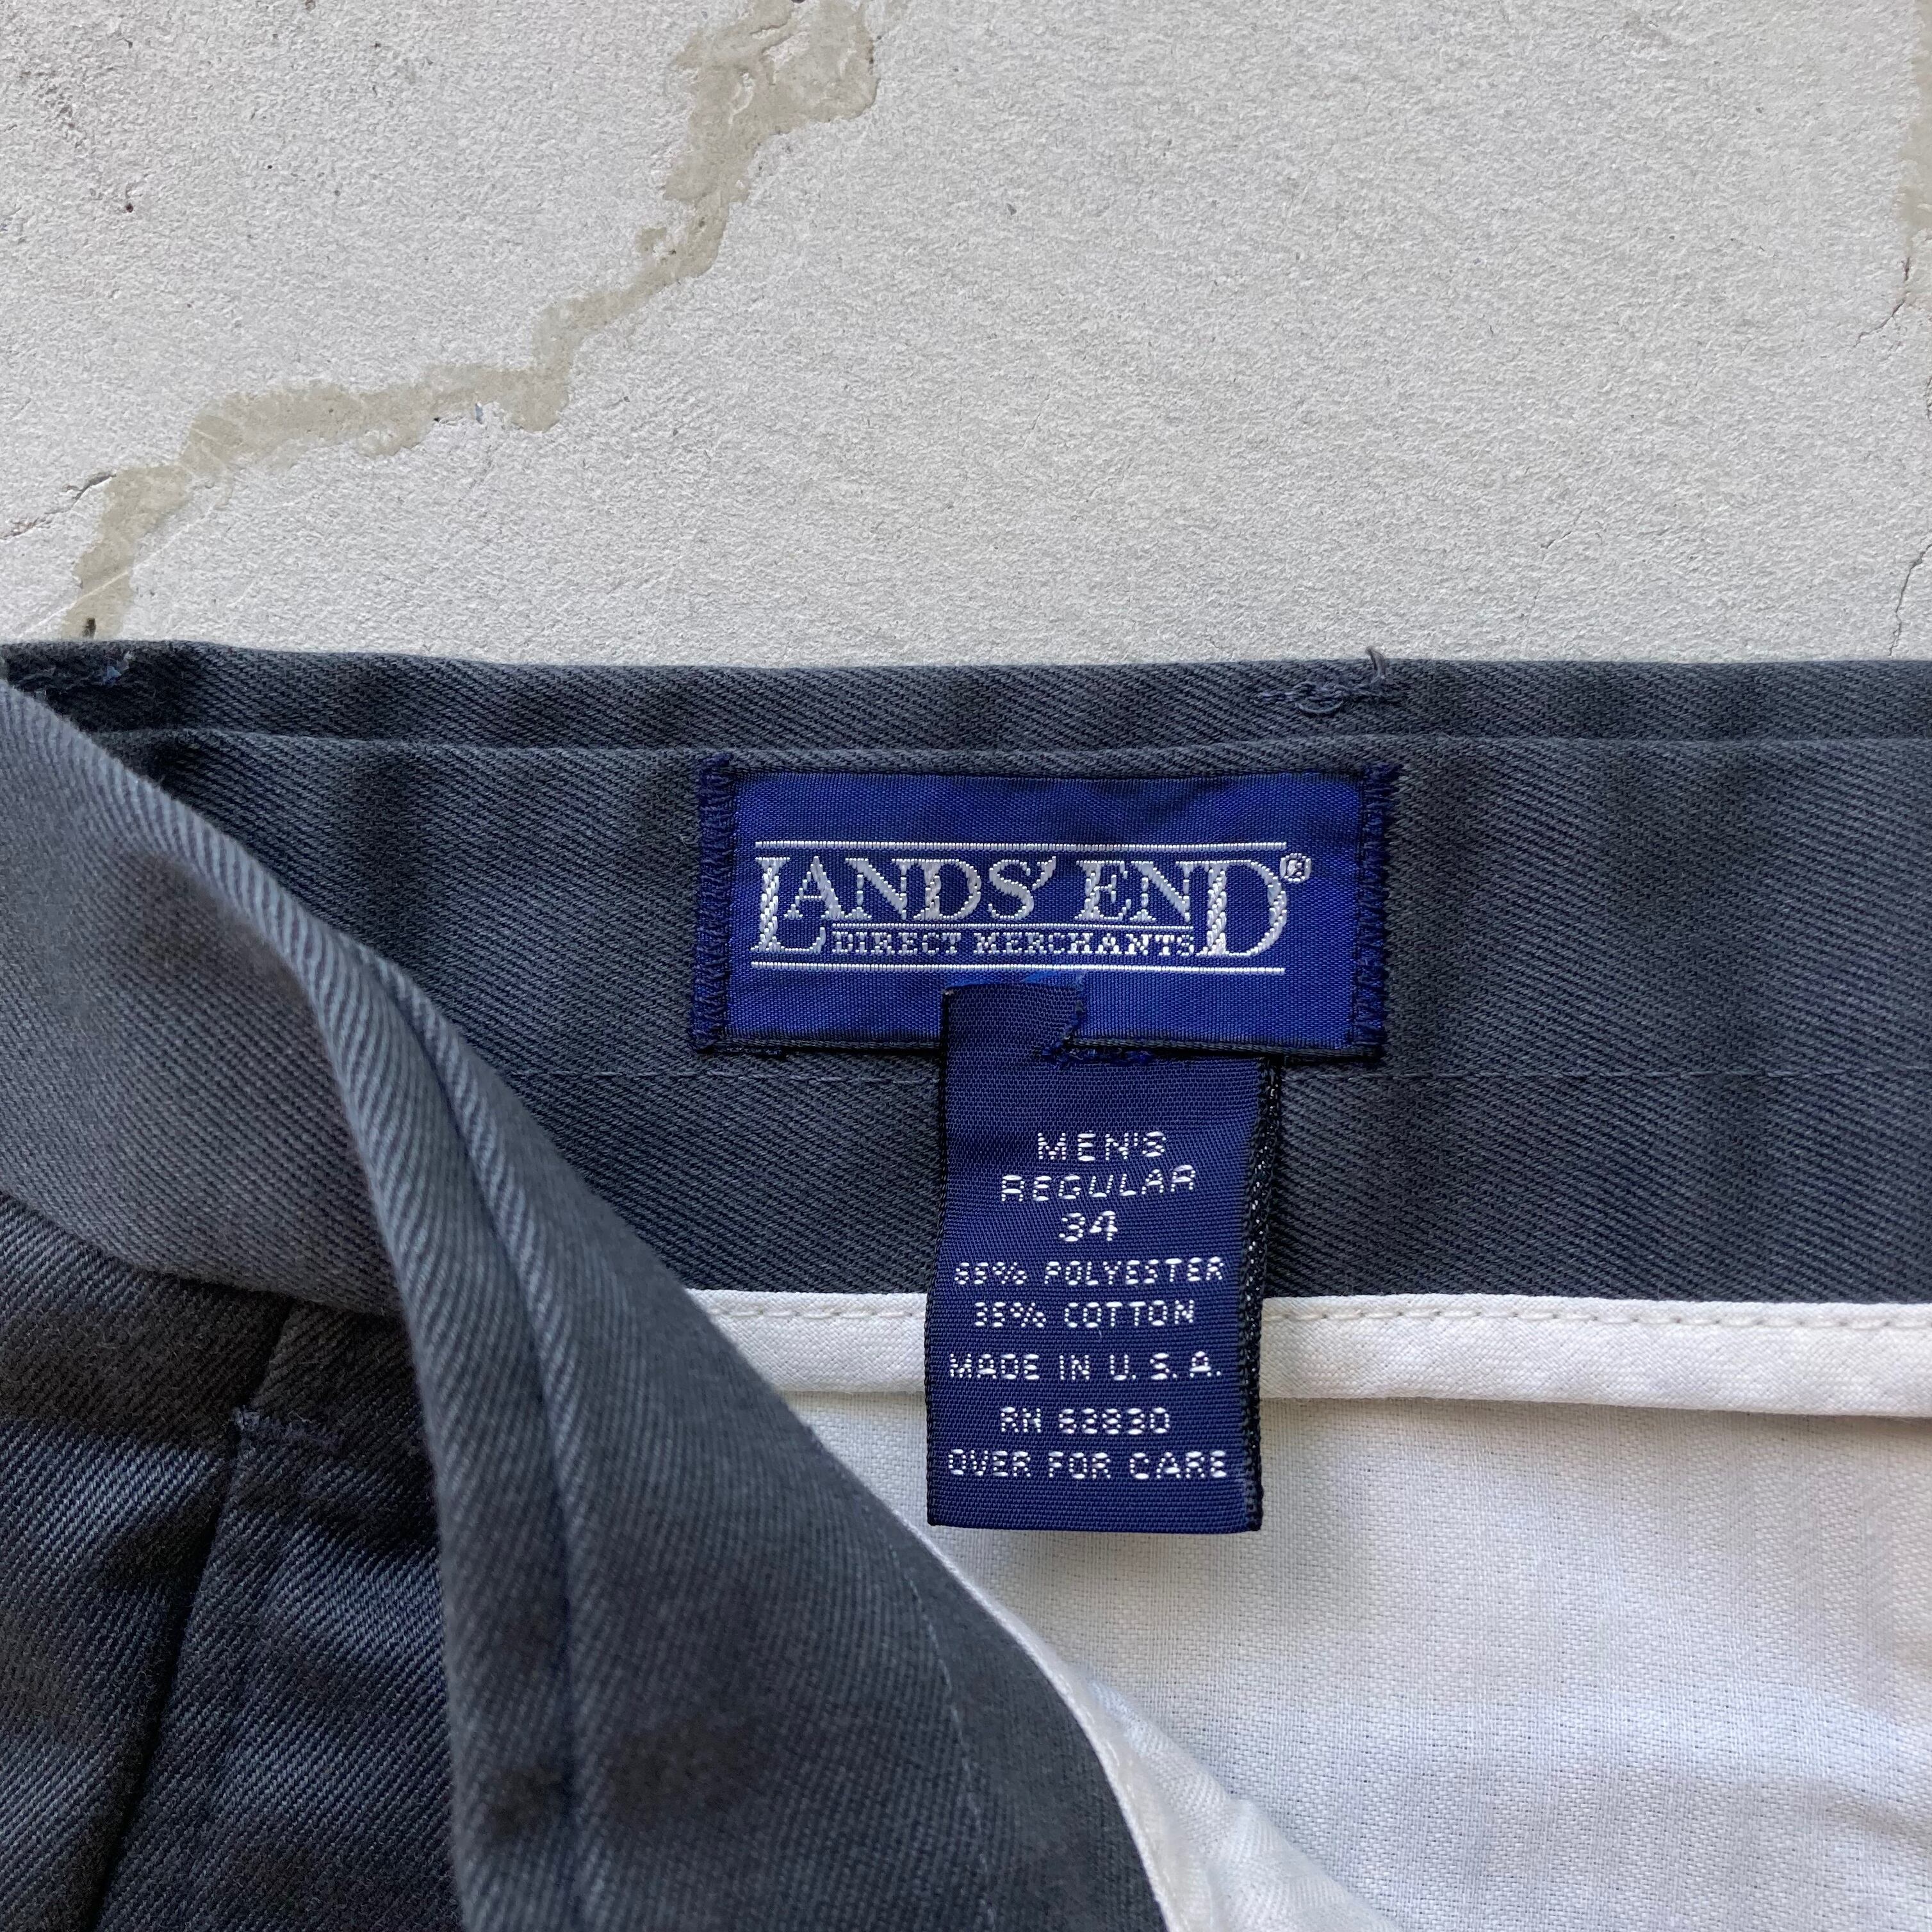 LANDS' END®
DIRECT MERCHANTS
MEN'S
REGULAR
34
65% POLYESTER
35% COTTON
MADE IN U.S.A.
RN 62830
OVER FOR CARE